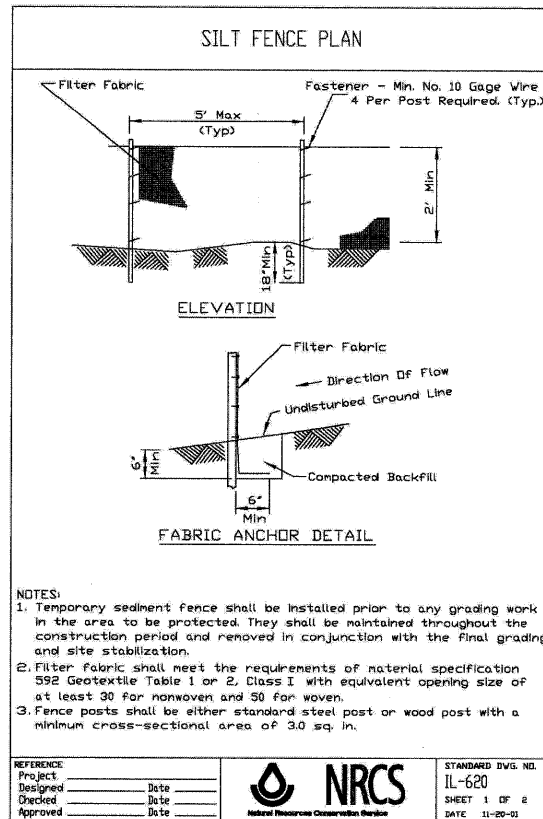 SILT FENCE PLAN
Filter Fabric
Fastener - Min. No. 10 Gage Wire
4 Per Post Required. (Typ.)
5' Max
(Typ)
2' Min
18"Min
(Typ)
ELEVATION
Filter Fabric
Direction Of Flow
Undisturbed Ground Line
6"
Min
Compacted Backfill
6"
Min
FABRIC ANCHOR DETAIL
NOTES:
1. Temporary sediment fence shall be installed prior to any grading work
in the area to be protected. They shall be maintained throughout the
construction period and removed in conjunction with the final grading
and site stabilization.
2. Filter fabric shall meet the requirements of material specification
592 Geotextile Table 1 or 2, Class I with equivalent opening size of
at least 30 for nonwoven and 50 for woven.
3. Fence posts shall be either standard steel post or wood post with a
minimum cross-sectional area of 3.0 sq. in.
REFERENCE
Project
Designed Date
Checked Date
Approved Date
NRCS
Natural Resources Conservation Service
STANDARD DWG. NO.
IL-620
SHEET 1 OF 2
DATE 11-20-01